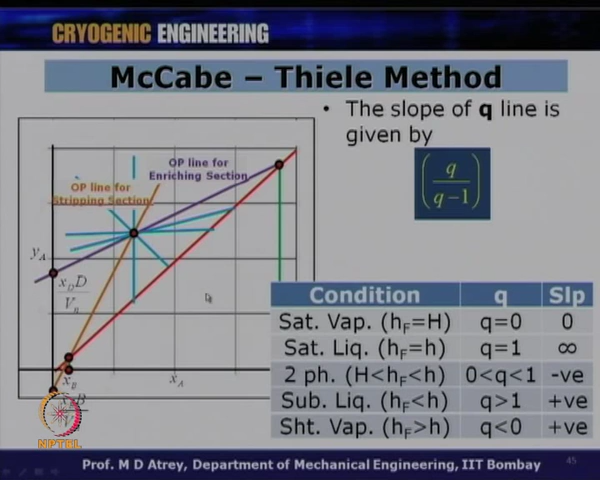 CRYOGENIC ENGINEERING
McCabe – Thiele Method
• The slope of q line is
given by
(q / (q−1))
OP line for
Enriching Section
OP line for
Stripping Section
y_A
x_D D
V_n
x_B
x_A
Condition q Slp
Sat. Vap. (h_F=H) q=0 0
Sat. Liq. (h_F=h) q=1 ∞
2 ph. (H<h_F<h) 0<q<1 -ve
Sub. Liq. (h_F<h) q>1 +ve
Sht. Vap. (h_F>h) q<0 +ve
NPTEL
Prof. M D Atrey, Department of Mechanical Engineering, IIT Bombay
45